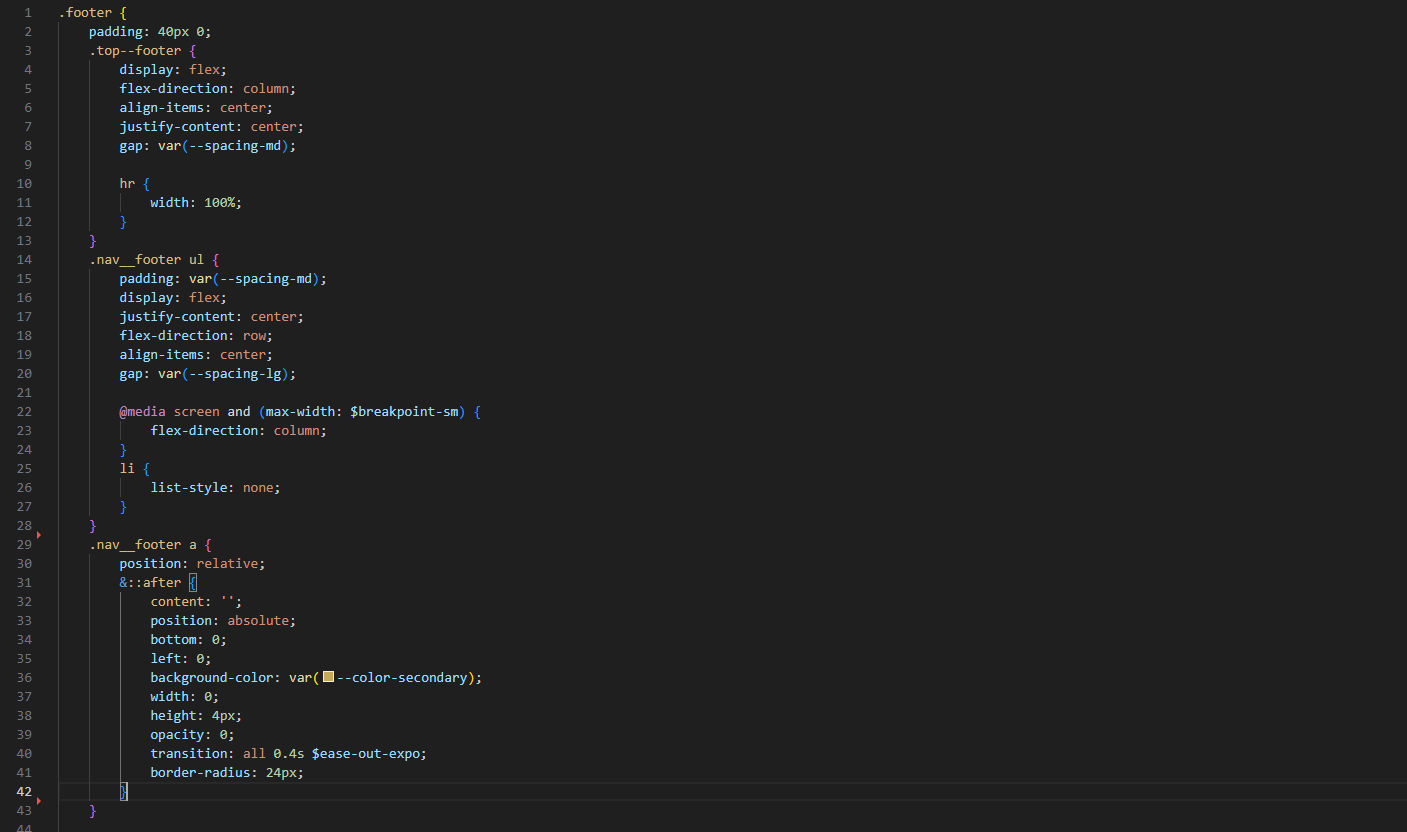 1 .footer {
2     padding: 40px 0;
3     .top--footer {
4         display: flex;
5         flex-direction: column;
6         align-items: center;
7         justify-content: center;
8         gap: var(--spacing-md);
9
10         hr {
11             width: 100%;
12         }
13     }
14     .nav__footer ul {
15         padding: var(--spacing-md);
16         display: flex;
17         justify-content: center;
18         flex-direction: row;
19         align-items: center;
20         gap: var(--spacing-lg);
21
22         @media screen and (max-width: $breakpoint-sm) {
23             flex-direction: column;
24         }
25         li {
26             list-style: none;
27         }
28     }
29     .nav__footer a {
30         position: relative;
31         &::after {
32             content: '';
33             position: absolute;
34             bottom: 0;
35             left: 0;
36             background-color: var(--color-secondary);
37             width: 0;
38             height: 4px;
39             opacity: 0;
40             transition: all 0.4s $ease-out-expo;
41             border-radius: 24px;
42         }
43     }
44